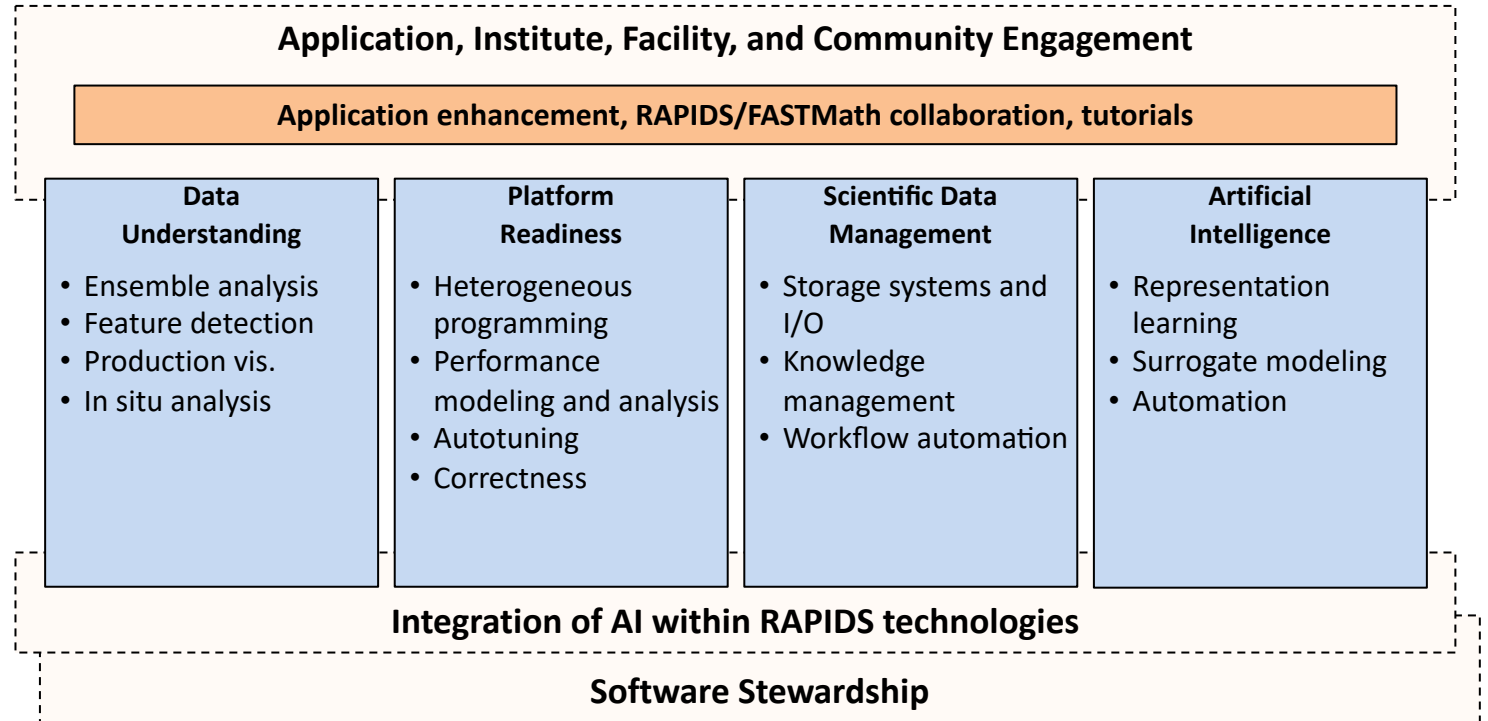 Application, Institute, Facility, and Community Engagement
Application enhancement, RAPIDS/FASTMath collaboration, tutorials
Data
Understanding
• Ensemble analysis
• Feature detection
• Production vis.
• In situ analysis
Platform
Readiness
• Heterogeneous
programming
• Performance
modeling and analysis
• Autotuning
• Correctness
Scientific Data
Management
• Storage systems and
I/O
• Knowledge
management
• Workflow automation
Artificial
Intelligence
• Representation
learning
• Surrogate modeling
• Automation
Integration of AI within RAPIDS technologies
Software Stewardship